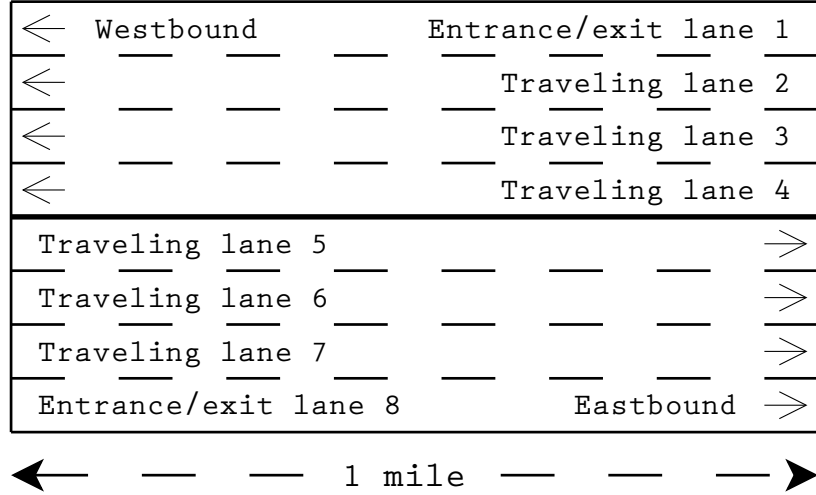 Westbound Entrance/exit lane 1
Traveling lane 2
Traveling lane 3
Traveling lane 4
Traveling lane 5
Traveling lane 6
Traveling lane 7
Entrance/exit lane 8 Eastbound
1 mile